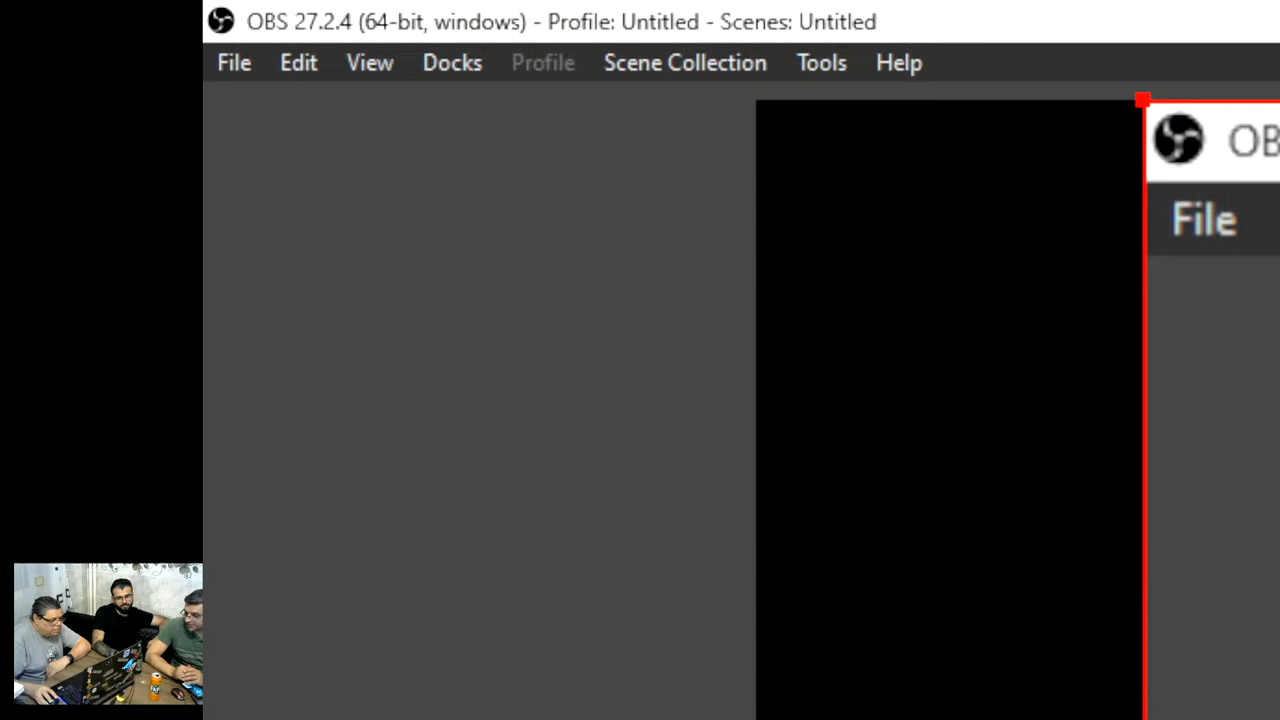 OBS 27.2.4 (64-bit, windows) - Profile: Untitled - Scenes: Untitled
File Edit View Docks Profile Scene Collection Tools Help
OB
File